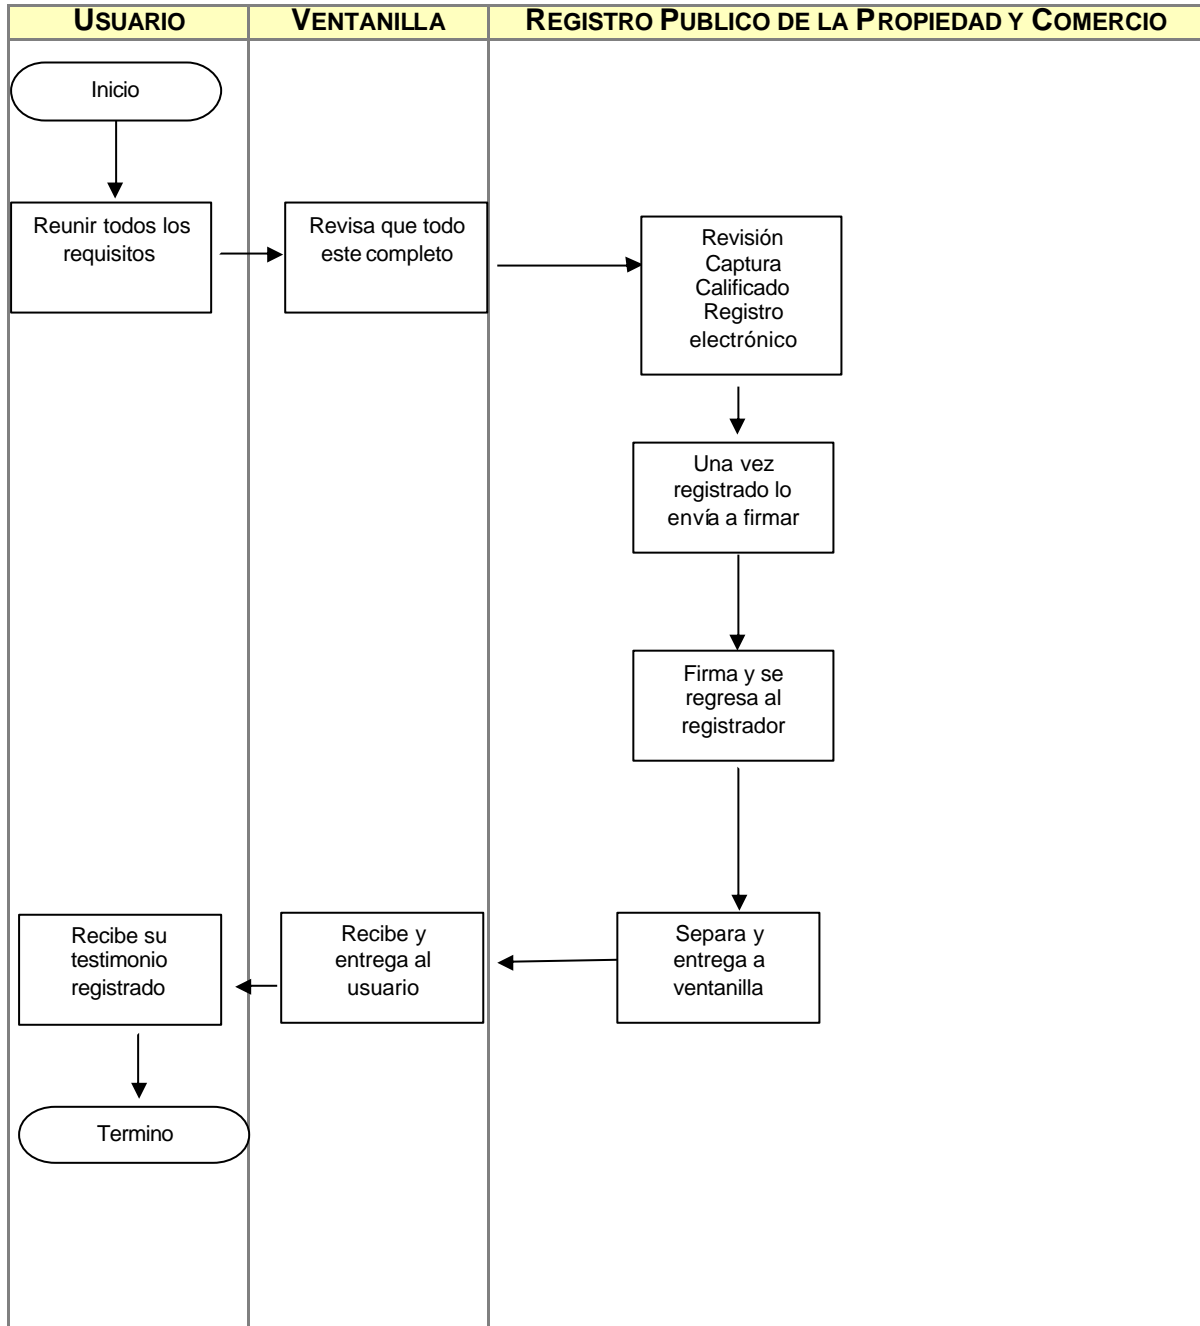 USUARIO
VENTANILLA
REGISTRO PUBLICO DE LA PROPIEDAD Y COMERCIO
Inicio
Reunir todos los
requisitos
Revisa que todo
este completo
Revisión
Captura
Calificado
Registro
electrónico
Una vez
registrado lo
envía a firmar
Firma y se
regresa al
registrador
Separa y
entrega a
ventanilla
Recibe y
entrega al
usuario
Recibe su
testimonio
registrado
Termino